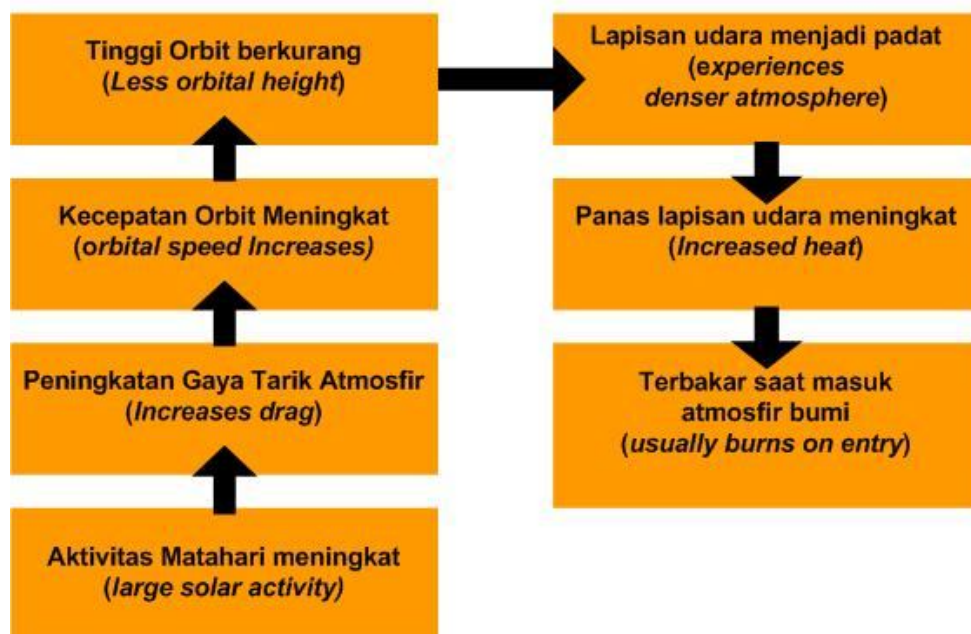 Tinggi Orbit berkurang
(Less orbital height)
Lapisan udara menjadi padat
(experiences
denser atmosphere)
Kecepatan Orbit Meningkat
(orbital speed Increases)
Panas lapisan udara meningkat
(Increased heat)
Peningkatan Gaya Tarik Atmosfir
(Increases drag)
Terbakar saat masuk
atmosfir bumi
(usually burns on entry)
Aktivitas Matahari meningkat
(large solar activity)